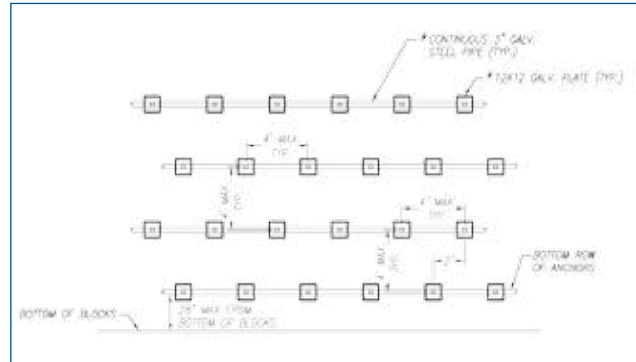 * CONTINUOUS 3" GALV.
STEEL PIPE (TYP.)
* 12X12 GALV. PLATE (TYP.)
4' MAX
TYP.
4' MAX
TYP.
4' MAX
TYP.
4' MAX
TYP.
2'
BOTTOM ROW
OF ANCHORS
BOTTOM OF BLOCKS
28" MAX FROM
BOTTOM OF BLOCKS